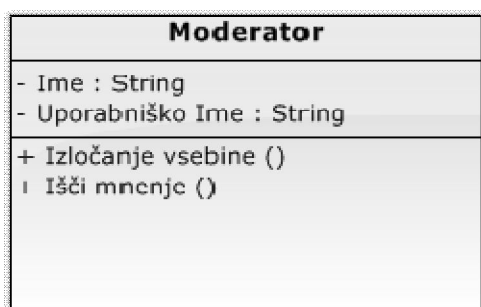 Moderator
- Ime : String
- Uporabniško Ime : String
+ Izločanje vsebine ()
+ Išči mnenje ()